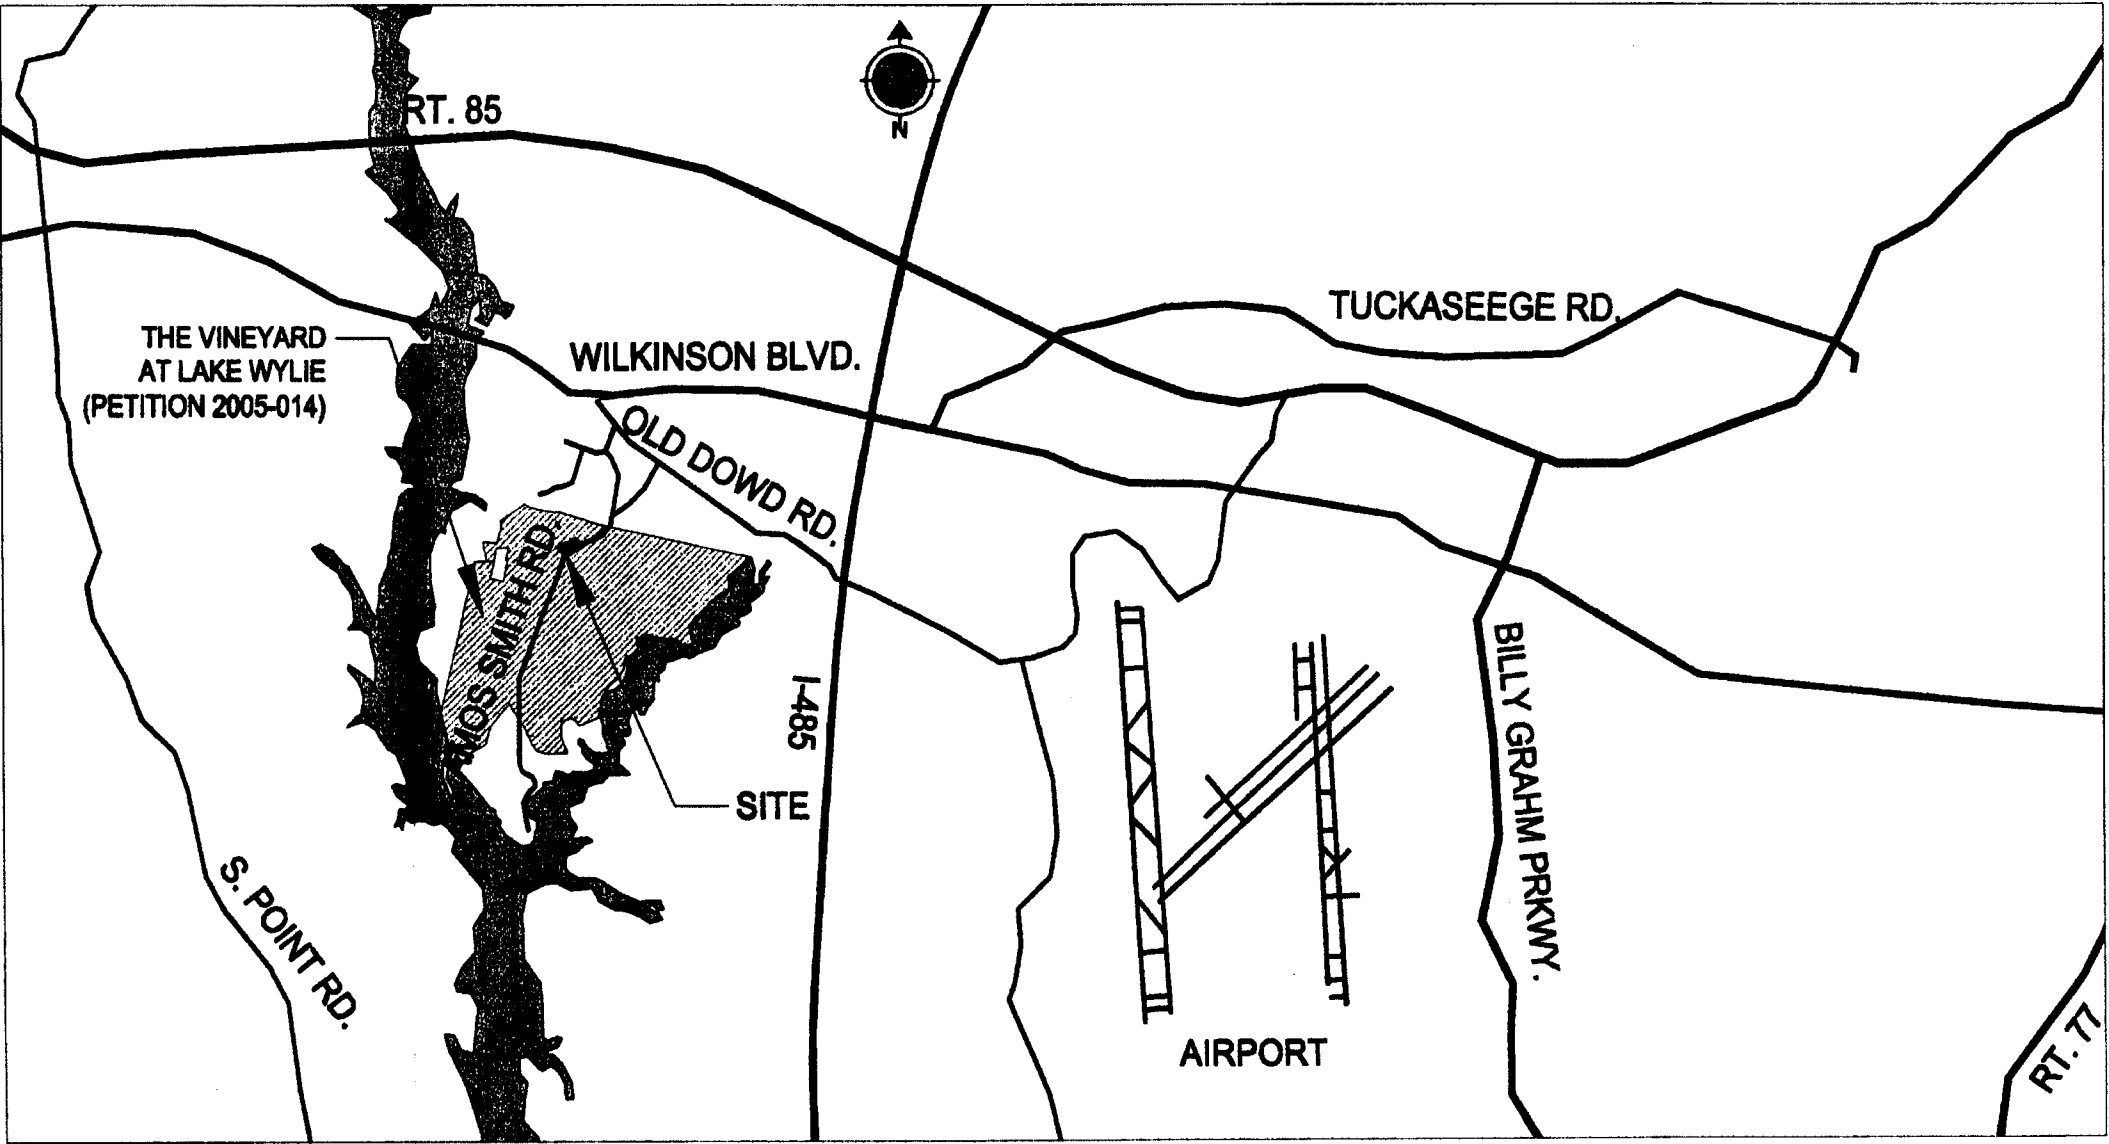 RT. 85
N
TUCKASEEGE RD.
THE VINEYARD
AT LAKE WYLIE
(PETITION 2005-014)
WILKINSON BLVD.
OLD DOWD RD.
SMITH RD.
I-485
BILLY GRAHM PRKWY.
SITE
S. POINT RD.
AIRPORT
RT. 77